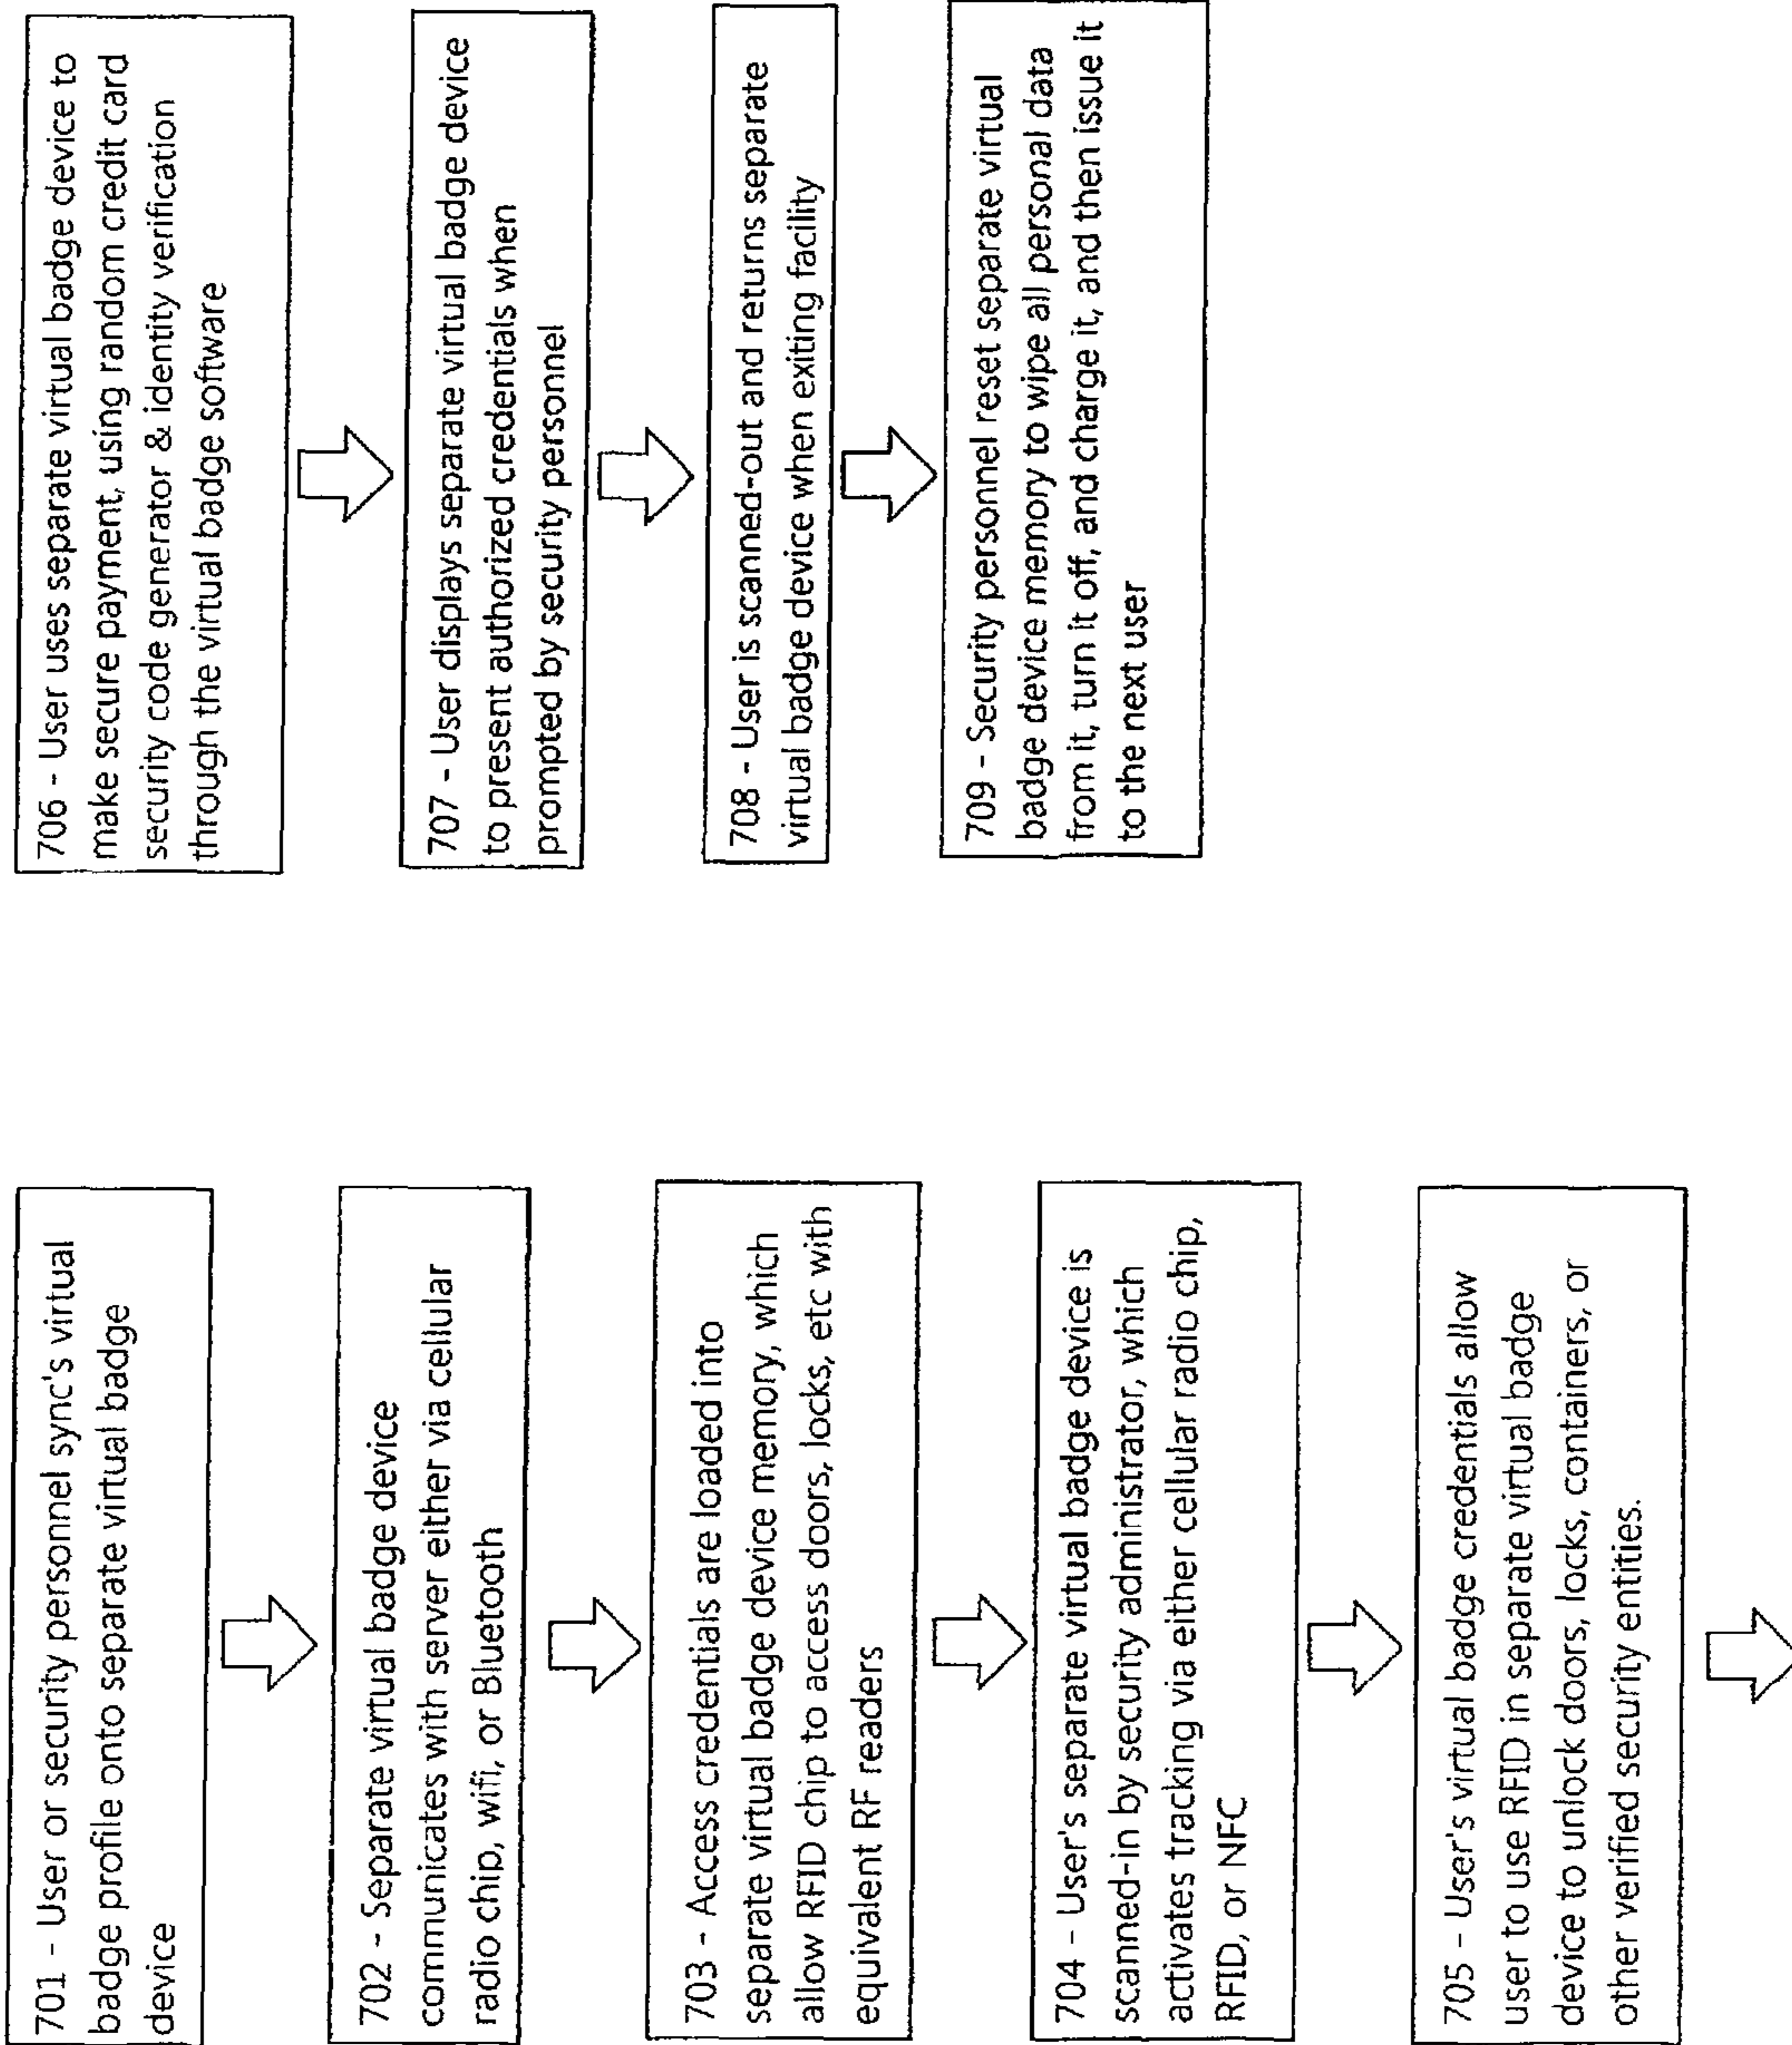 701 - User or security personnel sync's virtual
badge profile onto separate virtual badge
device
702 - Separate virtual badge device
communicates with server either via cellular
radio chip, wifi, or Bluetooth
703 - Access credentials are loaded into
separate virtual badge device memory, which
allow RFID chip to access doors, locks, etc with
equivalent RF readers
704 - User's separate virtual badge device is
scanned-in by security administrator, which
activates tracking via either cellular radio chip,
RFID, or NFC
705 - User's virtual badge credentials allow
user to use RFID in separate virtual badge
device to unlock doors, locks, containers, or
other verified security entities.
706 - User uses separate virtual badge device to
make secure payment, using random credit card
security code generator & identity verification
through the virtual badge software
707 - User displays separate virtual badge device
to present authorized credentials when
prompted by security personnel
708 - User is scanned-out and returns separate
virtual badge device when exiting facility
709 - Security personnel reset separate virtual
badge device memory to wipe all personal data
from it, turn it off, and charge it, and then issue it
to the next user